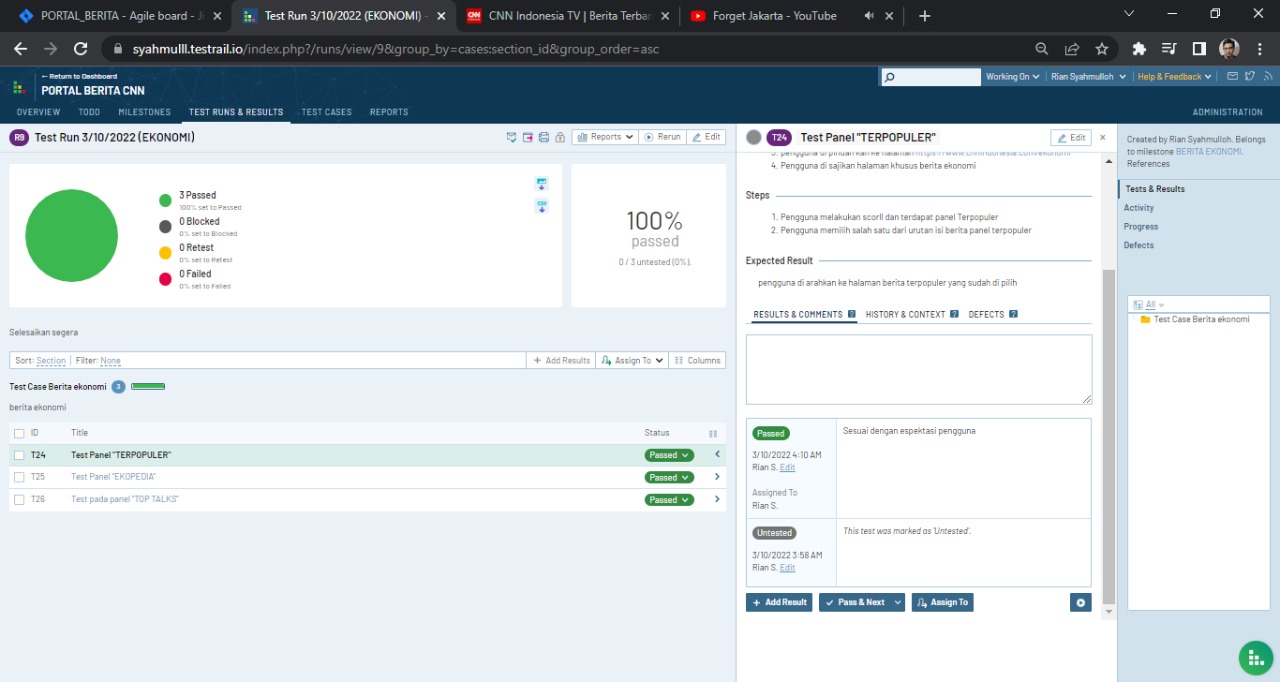 PORTAL_BERITA - Agile board - Ji
Test Run 3/10/2022 (EKONOMI) -
CNN Indonesia TV | Berita Terbar
Forget Jakarta - YouTube
syahmulll.testrail.io/index.php?/runs/view/9&group_by=cases:section_id&group_order=asc
← Return to Dashboard
PORTAL BERITA CNN
Working On
Rian Syahmulloh
Help & Feedback
OVERVIEW TODO MILESTONES TEST RUNS & RESULTS TEST CASES REPORTS
ADMINISTRATION
R9 Test Run 3/10/2022 (EKONOMI)
Reports Rerun Edit
3 Passed
100% set to Passed
0 Blocked
0% set to Blocked
0 Retest
0% set to Retest
0 Failed
0% set to Failed
CSV
100%
passed
0 / 3 untested (0%).
Selesaikan segera
Sort: Section | Filter: None
+ Add Results Assign To Columns
Test Case Berita ekonomi 3
berita ekonomi
ID Title Status
T24 Test Panel "TERPOPULER" Passed
T25 Test Panel "EKOPEDIA" Passed
T26 Test pada panel "TOP TALKS" Passed
T24 Test Panel "TERPOPULER" Edit
3. pengguna di pindah kan ke halaman https://www.cnnindonesia.com/ekonomi
4. Pengguna di sajikan halaman khusus berita ekonomi
Steps
1. Pengguna melakukan scorll dan terdapat panel Terpopuler
2. Pengguna memilih salah satu dari urutan isi berita panel terpopuler
Expected Result
pengguna di arahkan ke halaman berita terpopuler yang sudah di pilih
RESULTS & COMMENTS ? HISTORY & CONTEXT ? DEFECTS ?
Passed
3/10/2022 4:10 AM
Rian S. Edit
Assigned To
Rian S.
Sesuai dengan espektasi pengguna
Untested
3/10/2022 3:58 AM
Rian S. Edit
This test was marked as 'Untested'.
+ Add Result Pass & Next Assign To
Created by Rian Syahmulloh. Belongs
to milestone BERITA EKONOMI.
References
Tests & Results
Activity
Progress
Defects
All
Test Case Berita ekonomi